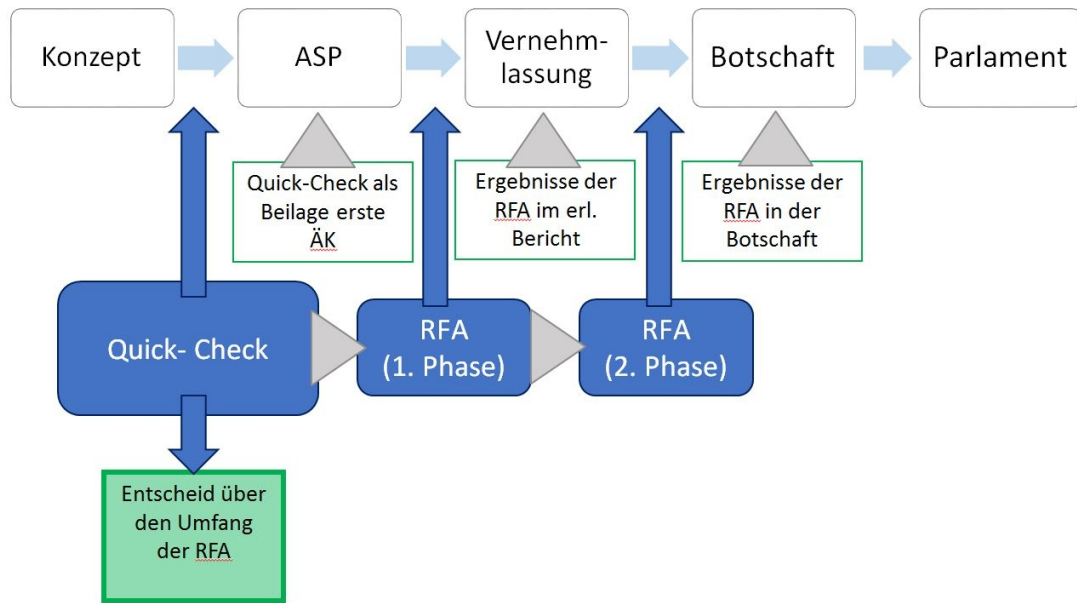 Konzept
ASP
Vernehm-
lassung
Botschaft
Parlament
Quick-Check als
Beilage erste
ÄK
Ergebnisse der
RFA im erl.
Bericht
Ergebnisse der
RFA in der
Botschaft
Quick- Check
RFA
(1. Phase)
RFA
(2. Phase)
Entscheid über
den Umfang
der RFA